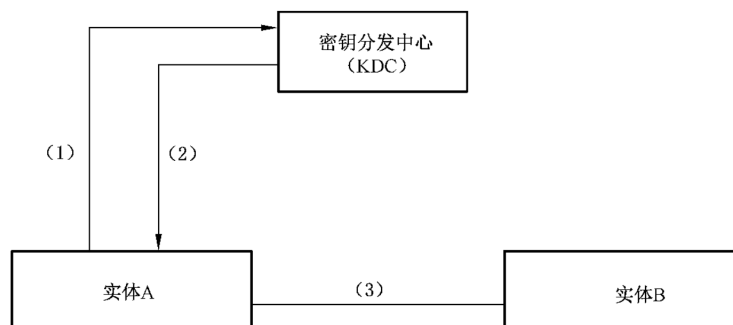 密钥分发中心
（KDC）
（1）
（2）
实体A
（3）
实体B